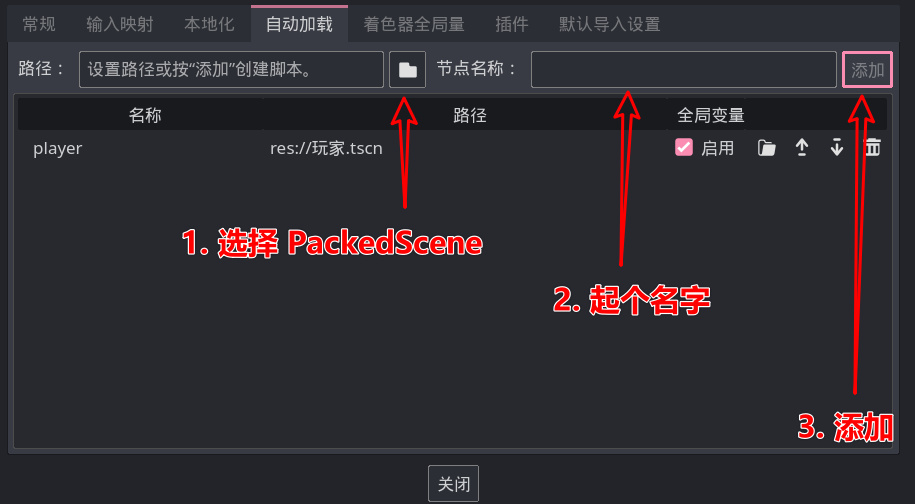 常规 输入映射 本地化 自动加载 着色器全局量 插件 默认导入设置
路径： 设置路径或按“添加”创建脚本。 节点名称： 添加
名称 路径 全局变量
player res://玩家.tscn 启用
1. 选择 PackedScene
2. 起个名字
3. 添加
关闭